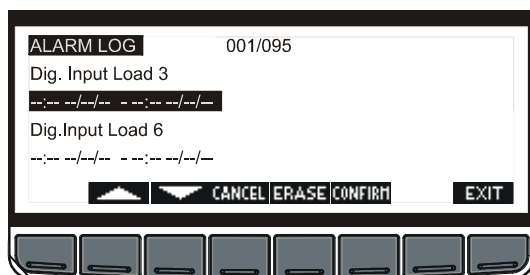 ALARM LOG 001/095
Dig. Input Load 3
--:-- --/--/-- - --:-- --/--/--
Dig.Input Load 6
--:-- --/--/-- - --:-- --/--/--
CANCEL ERASE CONFIRM EXIT